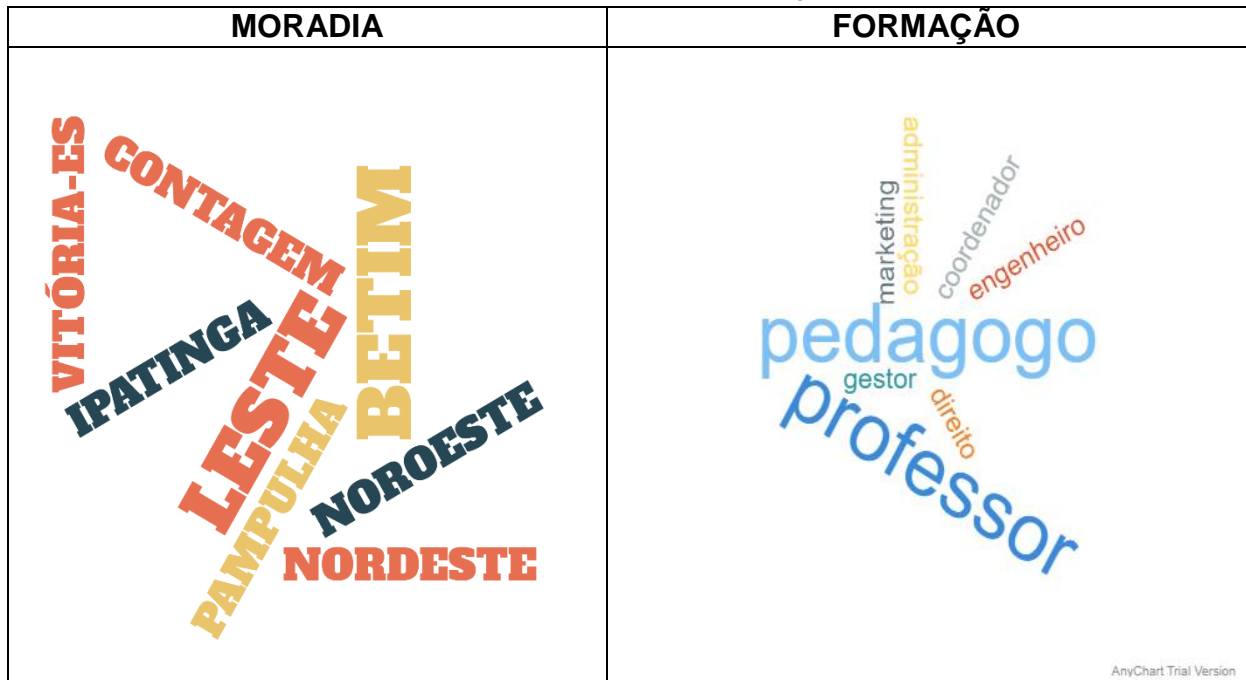 MORADIA
FORMAÇÃO
VITÓRIA-ES
CONTAGEM
BETIM
IPATINGA
LESTE
PAMPULHA
NOROESTE
NORDESTE
administração
marketing
coordenador
engenheiro
pedagogo
gestor
direito
professor
AnyChart Trial Version